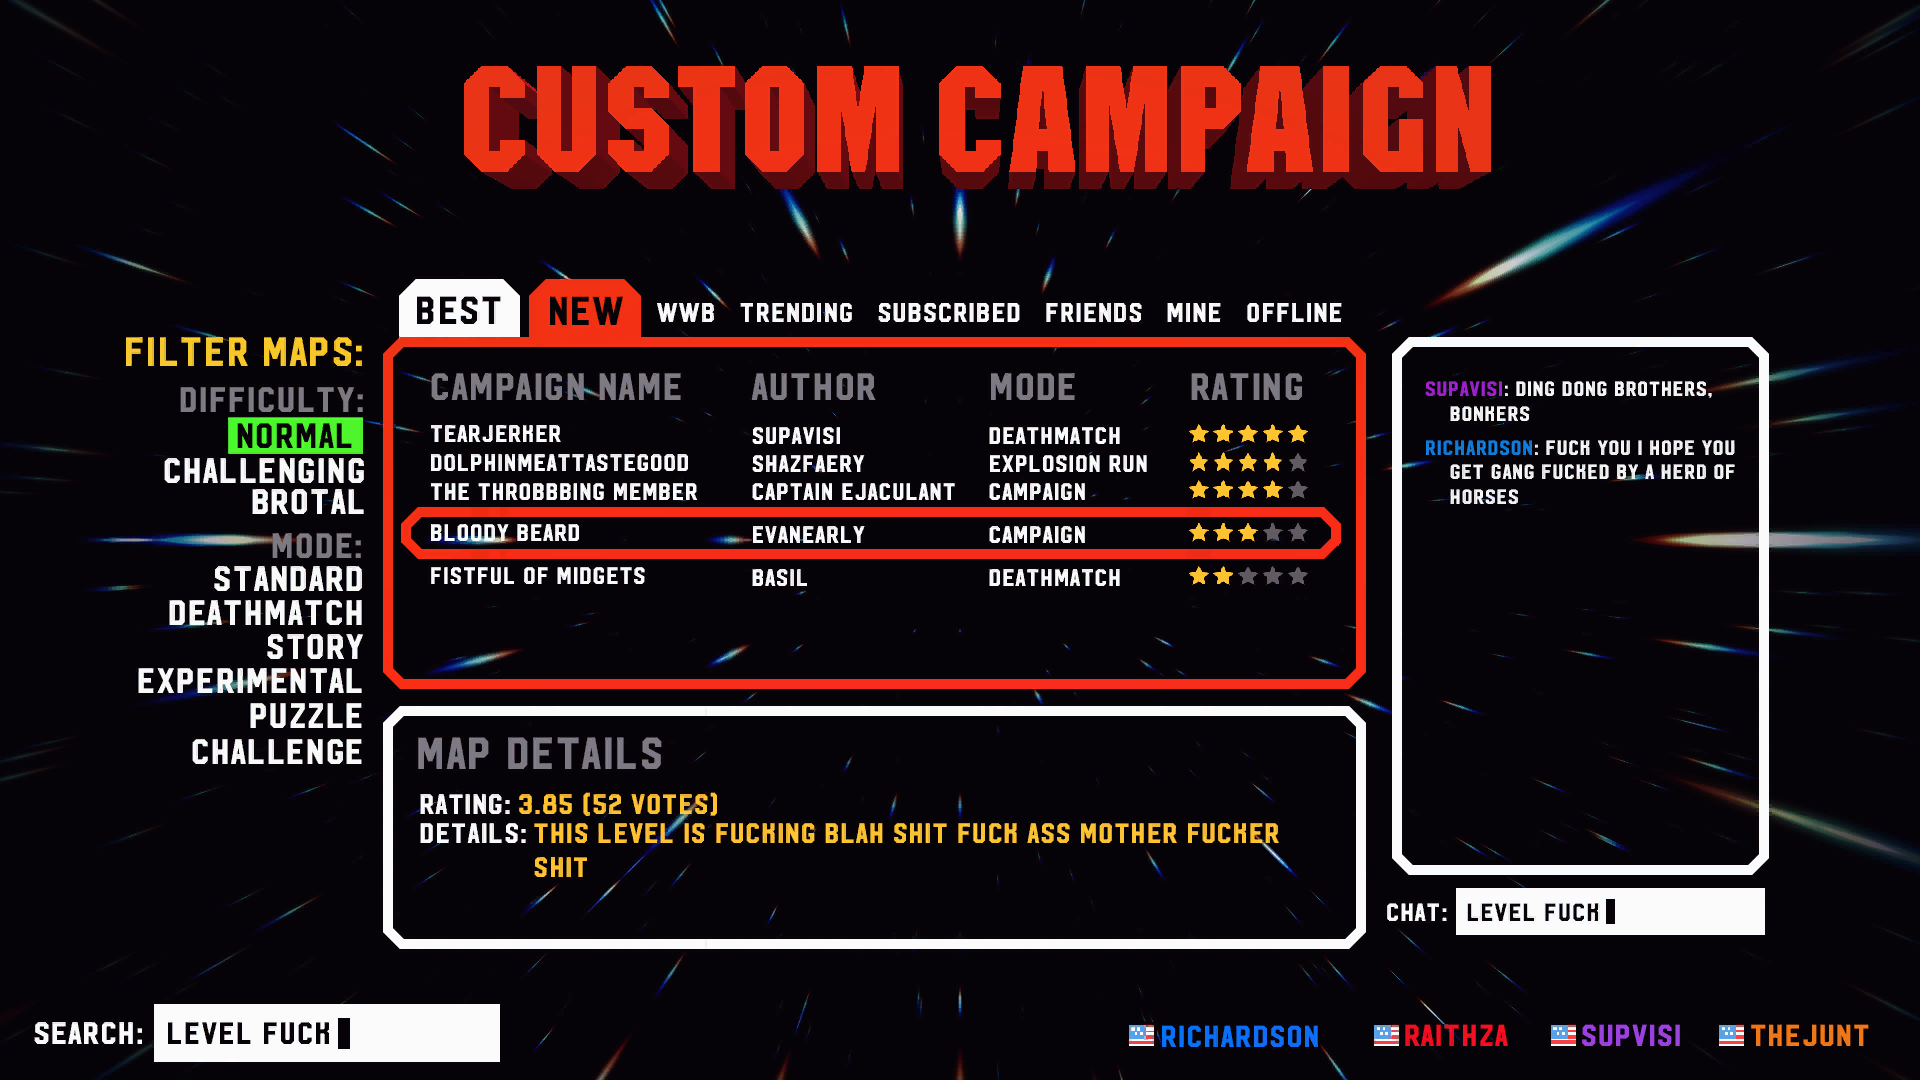 CUSTOM CAMPAIGN
BEST NEW WWB TRENDING SUBSCRIBED FRIENDS MINE OFFLINE
FILTER MAPS:
DIFFICULTY:
NORMAL
CHALLENGING
BROTAL
MODE:
STANDARD
DEATHMATCH
STORY
EXPERIMENTAL
PUZZLE
CHALLENGE
CAMPAIGN NAME AUTHOR MODE RATING
TEARJERKER SUPAVISI DEATHMATCH
DOLPHINMEATTASTEGOOD SHAZFAERY EXPLOSION RUN
THE THROBBBING MEMBER CAPTAIN EJACULANT CAMPAIGN
BLOODY BEARD EVANEARLY CAMPAIGN
FISTFUL OF MIDGETS BASIL DEATHMATCH
MAP DETAILS
RATING: 3.85 (52 VOTES)
DETAILS: THIS LEVEL IS FUCKING BLAH SHIT FUCK ASS MOTHER FUCKER
SHIT
SUPAVISI: DING DONG BROTHERS,
BONKERS
RICHARDSON: FUCK YOU I HOPE YOU
GET GANG FUCKED BY A HERD OF
HORSES
CHAT: LEVEL FUCK
SEARCH: LEVEL FUCK
RICHARDSON RAITHZA SUPVISI THEJUNT